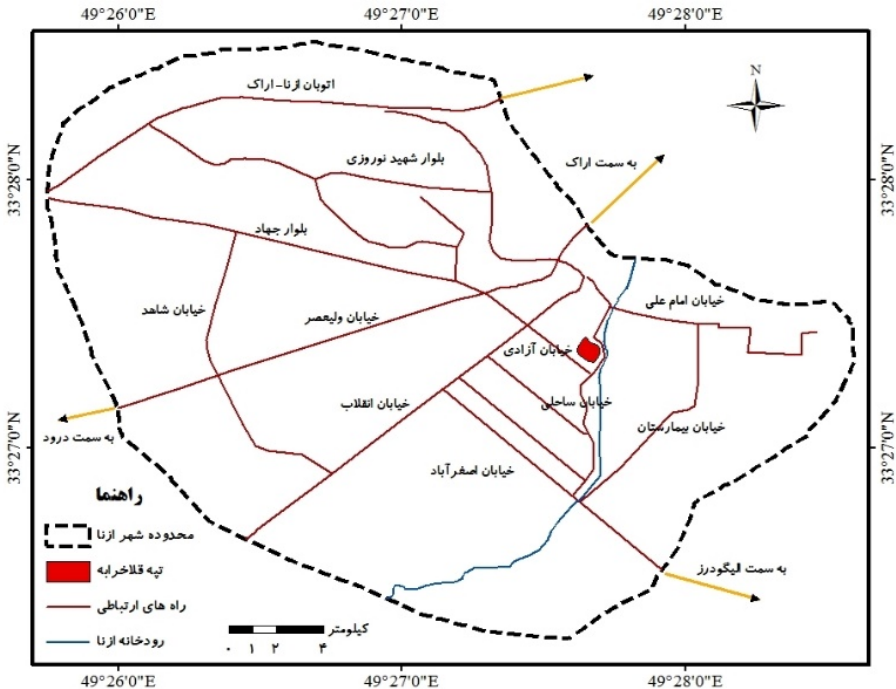 49°26'0"E 49°27'0"E 49°28'0"E
N
اتوبان ازنا-اراک
به سمت اراک
بلوار شهید نوروزی
33°28'0"N
33°28'0"N
بلوار جهاد
خیابان امام علی
خیابان شاهد
خیابان ولیعصر
خیابان آزادی
خیابان ساحلی
خیابان انقلاب
خیابان بیمارستان
به سمت درود
33°27'0"N
33°27'0"N
خیابان اصغرآباد
به سمت الیگودرز
راهنما
محدوده شهر ازنا
تپه قلاخرابه
راه های ارتباطی
رودخانه ازنا
کیلومتر
۰ ۱ ۲ ۴
49°26'0"E 49°27'0"E 49°28'0"E